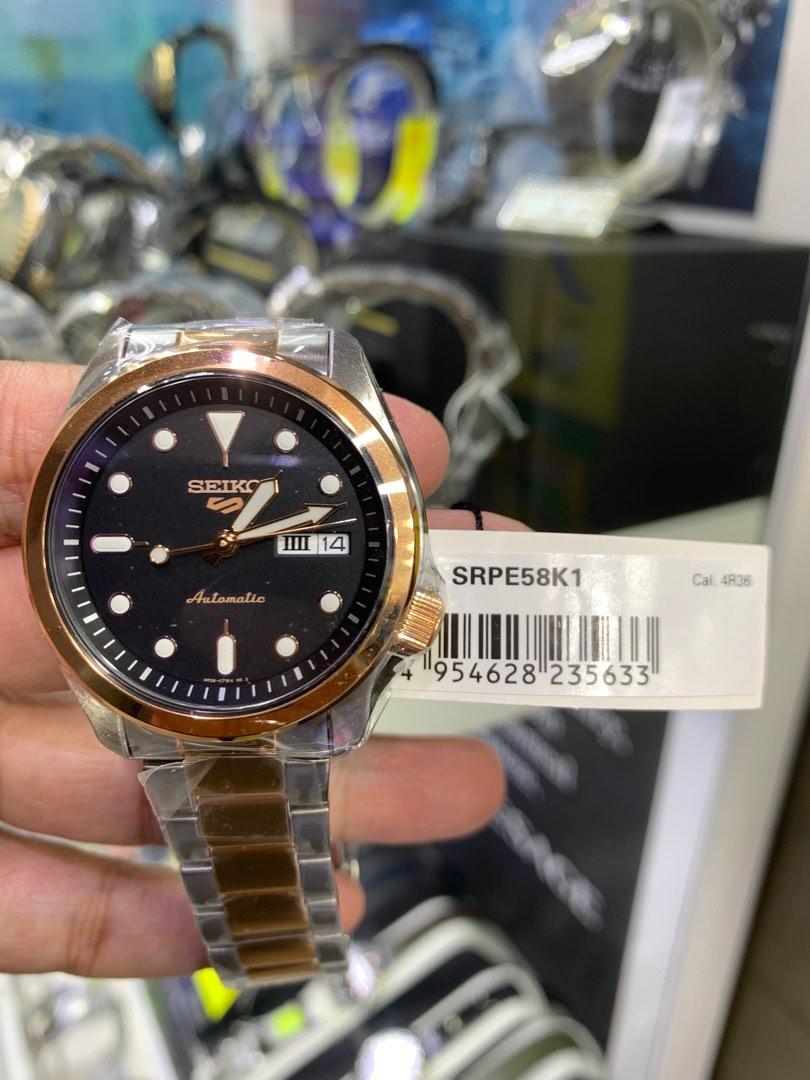 SEIKO
5
IIII 14
Automatic
SRPE58K1
Cal. 4R36
4 954628 235633